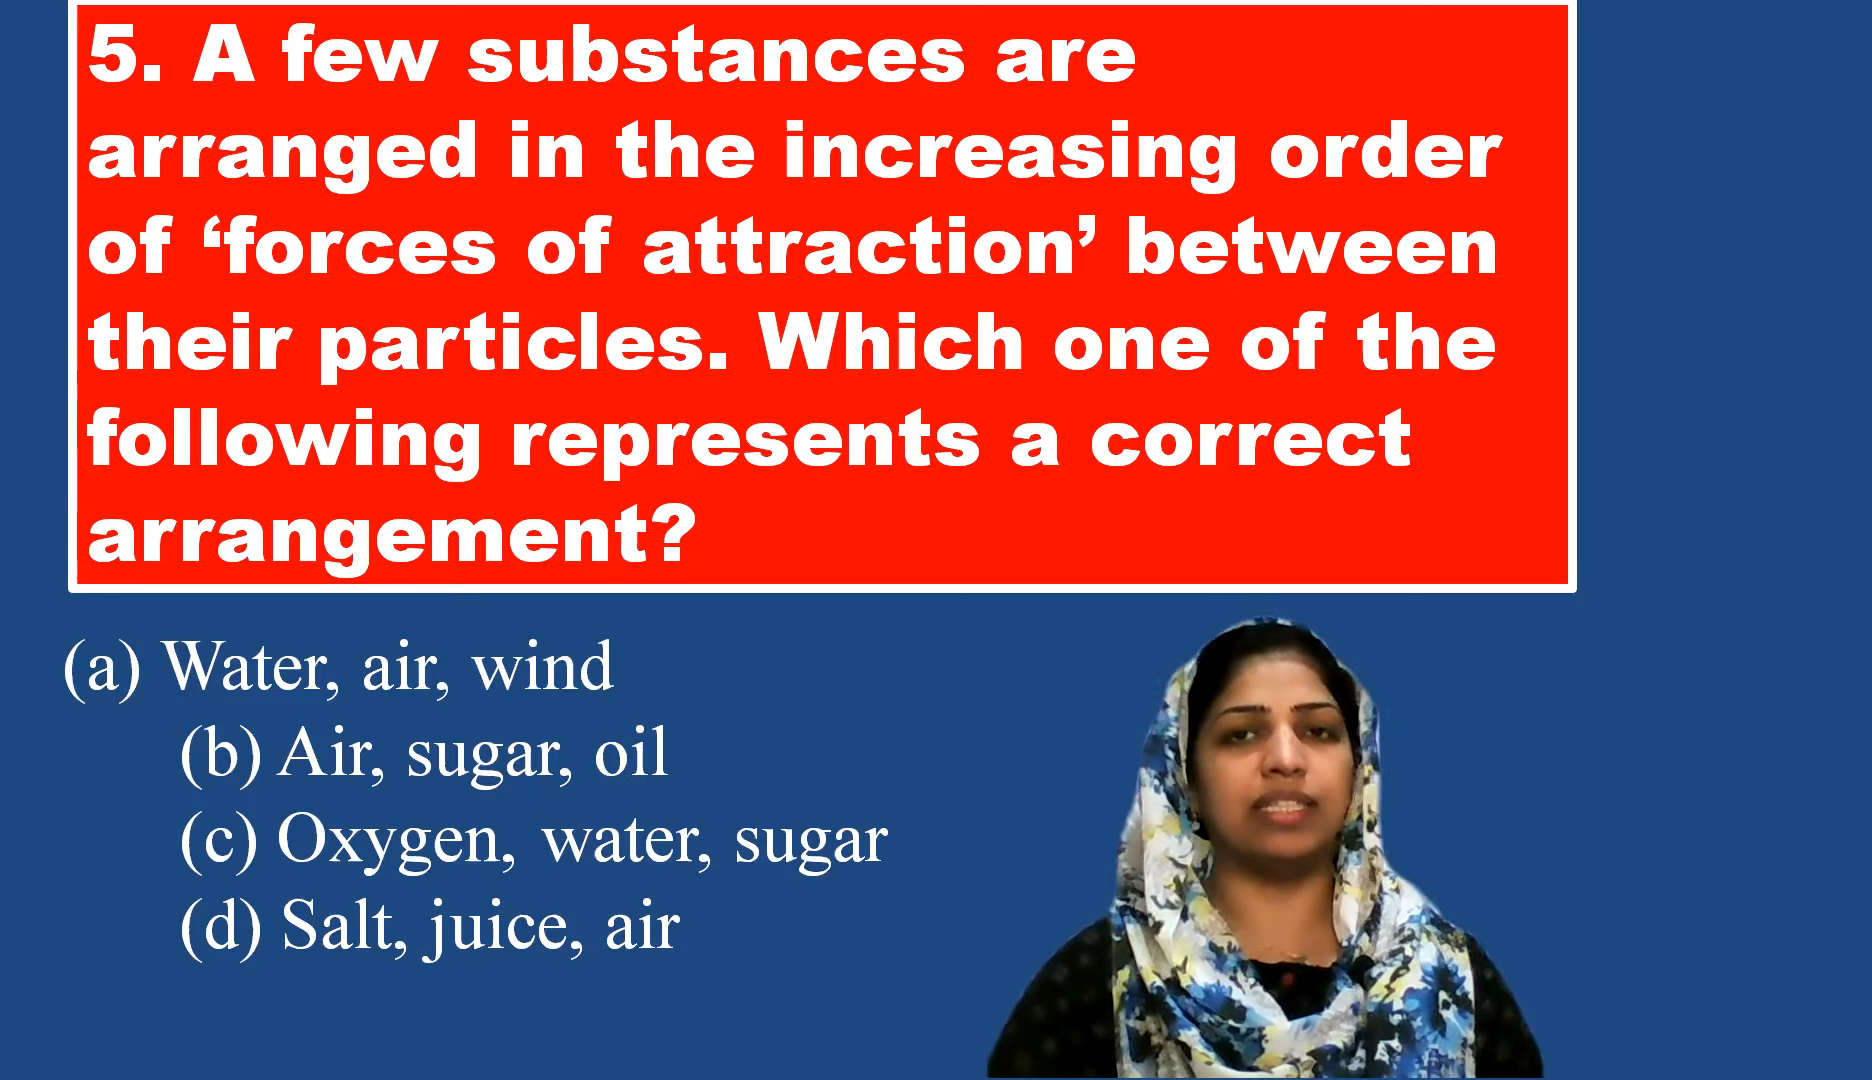 5. A few substances are
arranged in the increasing order
of ‘forces of attraction’ between
their particles. Which one of the
following represents a correct
arrangement?
(a) Water, air, wind
(b) Air, sugar, oil
(c) Oxygen, water, sugar
(d) Salt, juice, air